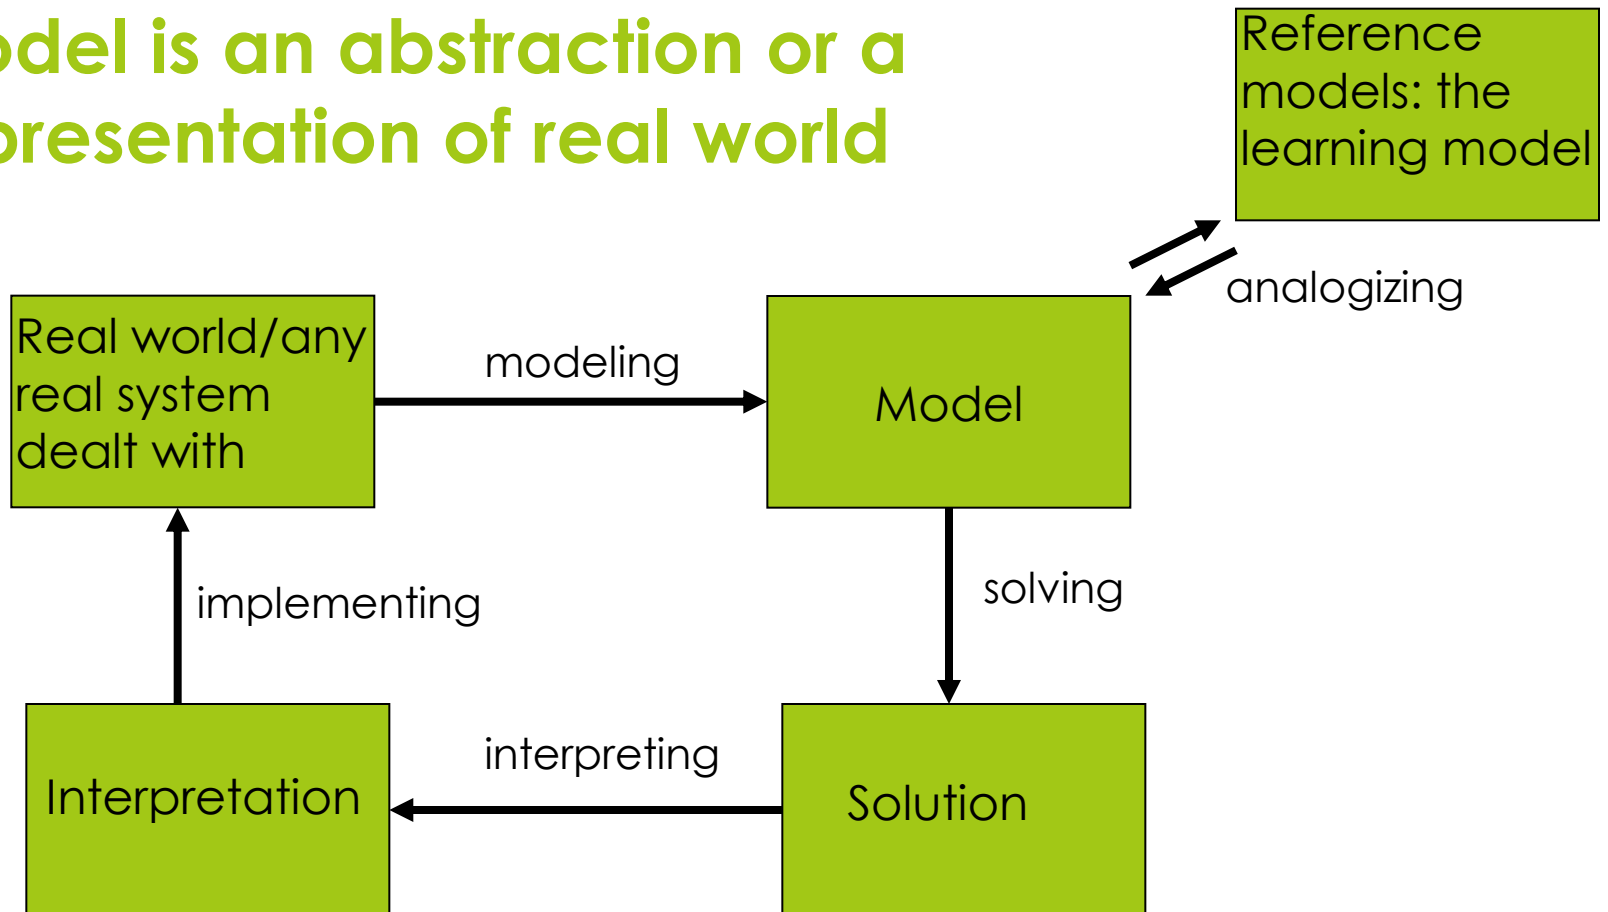 odel is an abstraction or a
presentation of real world
Reference
models: the
learning model
analogizing
Real world/any
real system
dealt with
modeling
Model
implementing
solving
Interpretation
interpreting
Solution